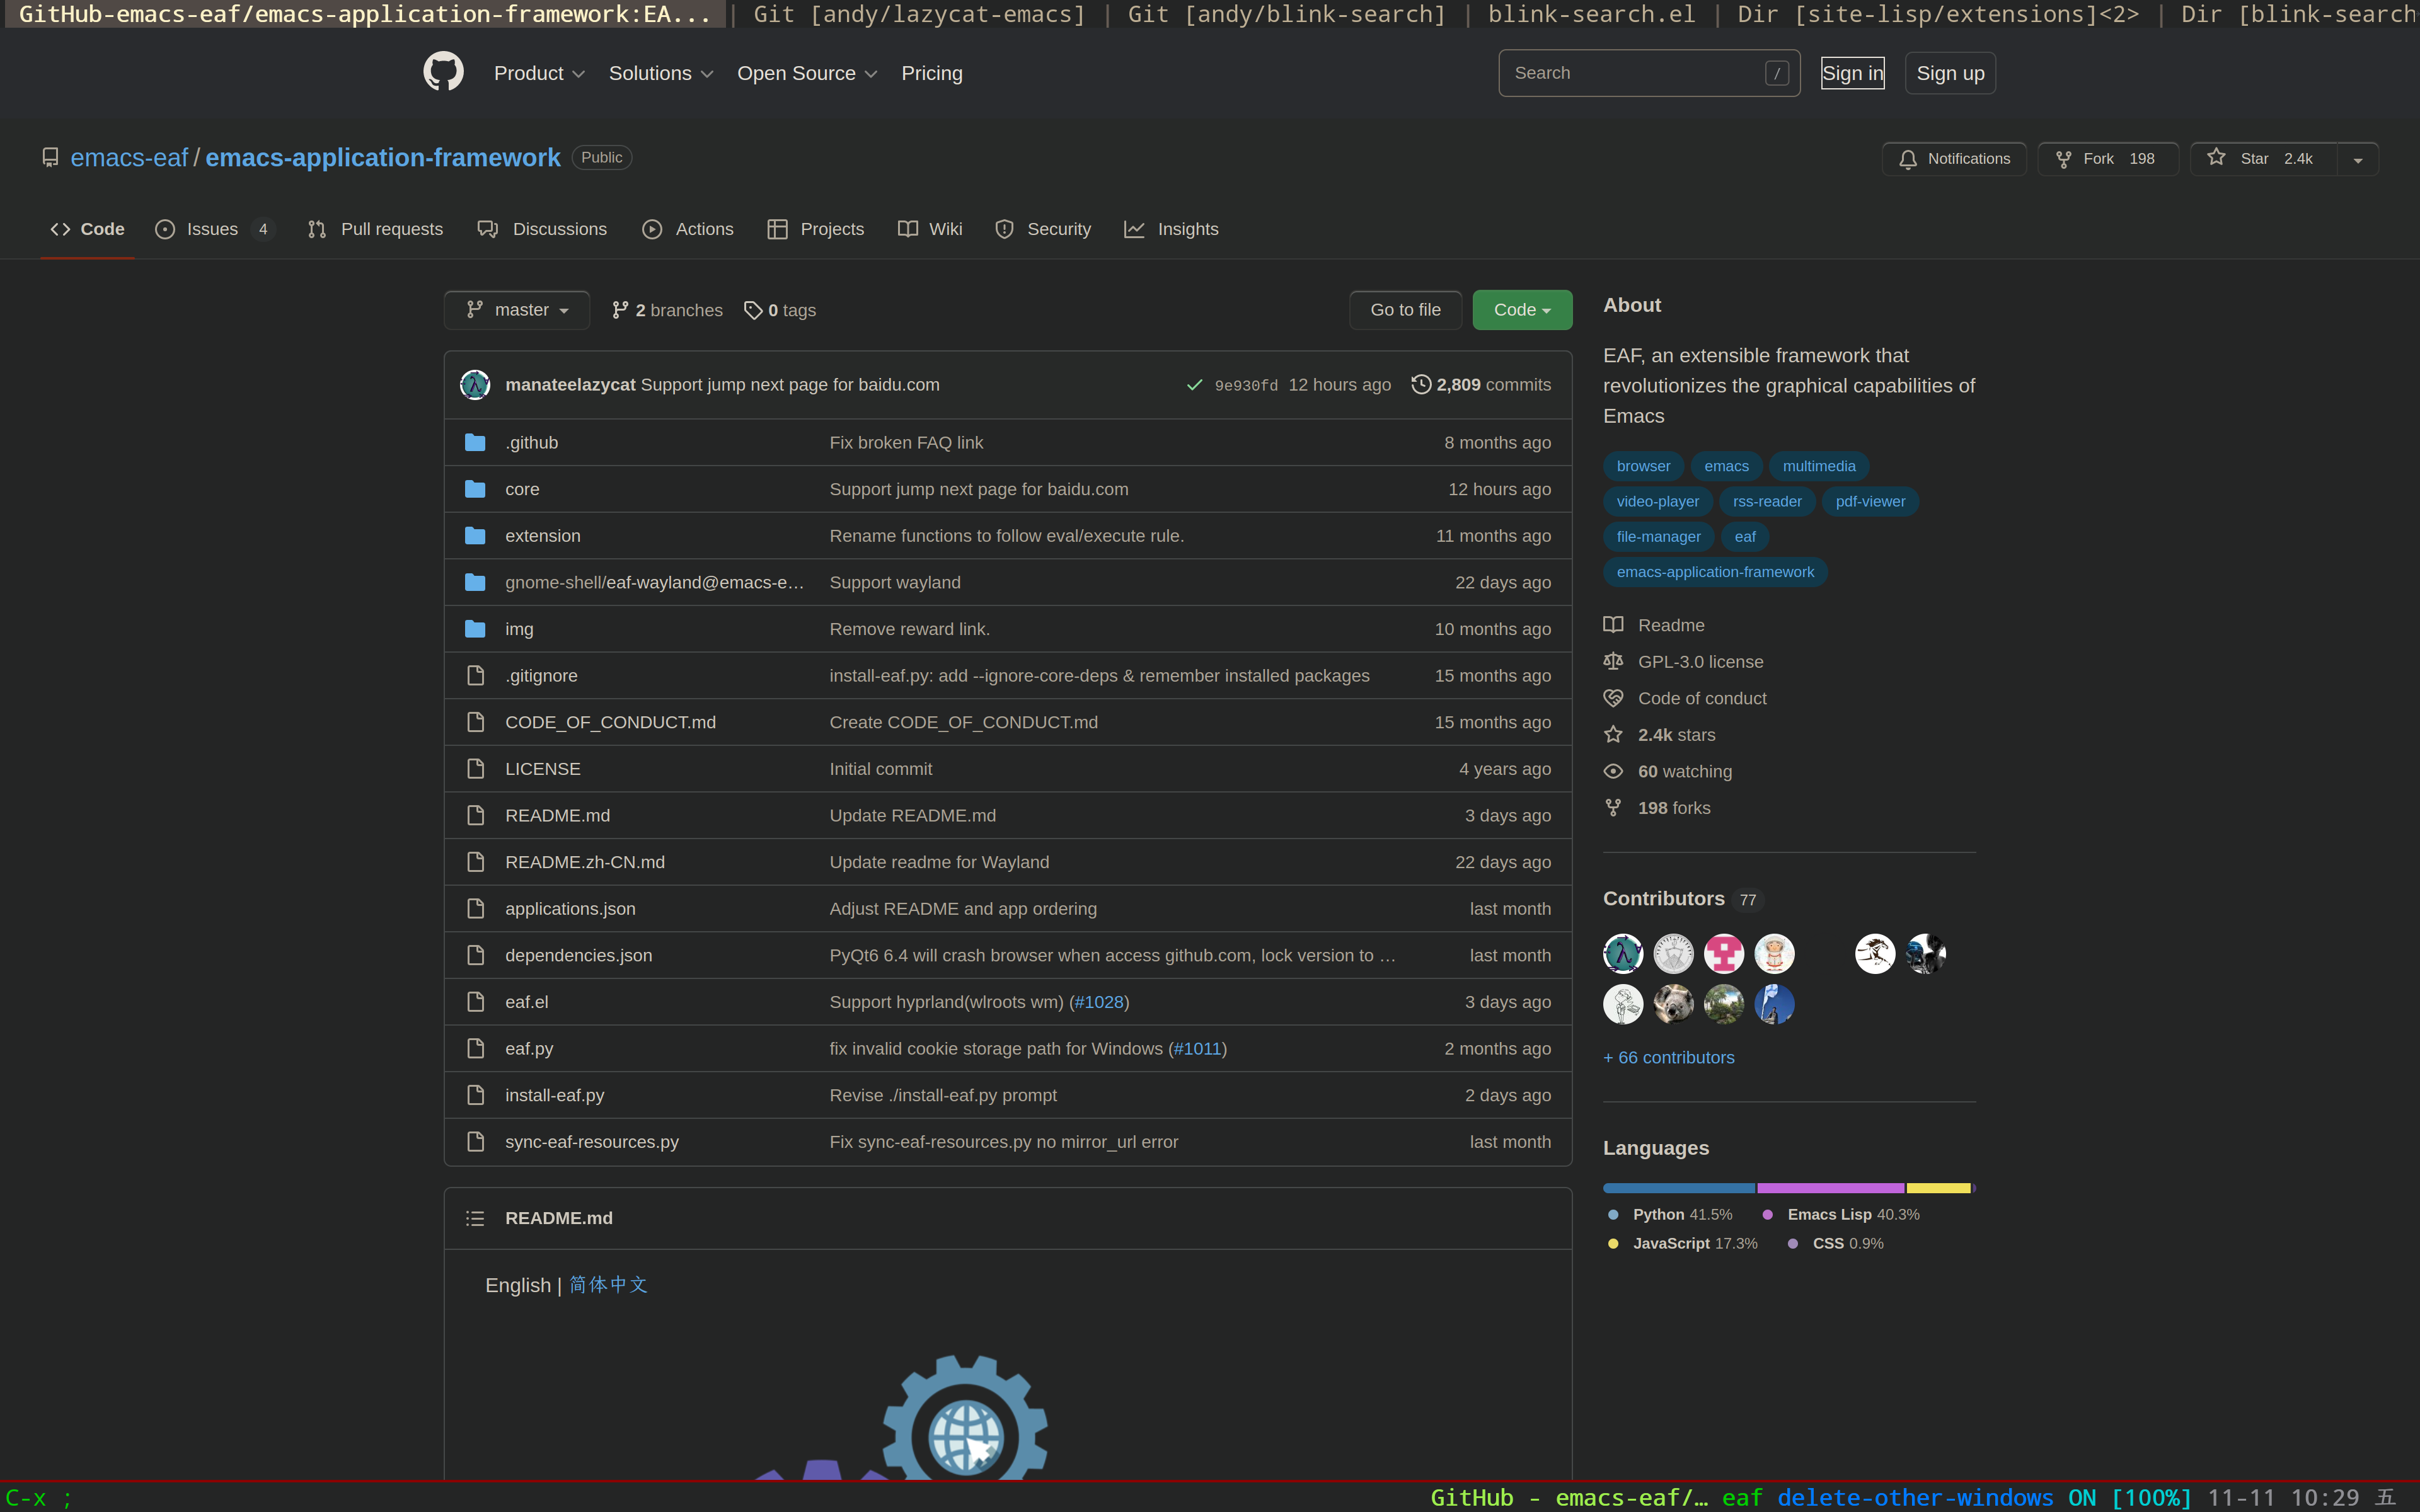 GitHub-emacs-eaf/emacs-application-framework:EA... | Git [andy/lazycat-emacs] | Git [andy/blink-search] | blink-search.el | Dir [site-lisp/extensions]<2> | Dir [blink-search
Product Solutions Open Source Pricing Search / Sign in Sign up
emacs-eaf / emacs-application-framework Public Notifications Fork 198 Star 2.4k
Code Issues 4 Pull requests Discussions Actions Projects Wiki Security Insights
master 2 branches 0 tags Go to file Code
manateelazycat Support jump next page for baidu.com 9e930fd 12 hours ago 2,809 commits
.github Fix broken FAQ link 8 months ago
core Support jump next page for baidu.com 12 hours ago
extension Rename functions to follow eval/execute rule. 11 months ago
gnome-shell/eaf-wayland@emacs-e… Support wayland 22 days ago
img Remove reward link. 10 months ago
.gitignore install-eaf.py: add --ignore-core-deps & remember installed packages 15 months ago
CODE_OF_CONDUCT.md Create CODE_OF_CONDUCT.md 15 months ago
LICENSE Initial commit 4 years ago
README.md Update README.md 3 days ago
README.zh-CN.md Update readme for Wayland 22 days ago
applications.json Adjust README and app ordering last month
dependencies.json PyQt6 6.4 will crash browser when access github.com, lock version to … last month
eaf.el Support hyprland(wlroots wm) (#1028) 3 days ago
eaf.py fix invalid cookie storage path for Windows (#1011) 2 months ago
install-eaf.py Revise ./install-eaf.py prompt 2 days ago
sync-eaf-resources.py Fix sync-eaf-resources.py no mirror_url error last month
README.md
English | 简体中文
About
EAF, an extensible framework that
revolutionizes the graphical capabilities of
Emacs
browser emacs multimedia
video-player rss-reader pdf-viewer
file-manager eaf
emacs-application-framework
Readme
GPL-3.0 license
Code of conduct
2.4k stars
60 watching
198 forks
Contributors 77
+ 66 contributors
Languages
Python 41.5% Emacs Lisp 40.3%
JavaScript 17.3% CSS 0.9%
C-x ; GitHub - emacs-eaf/… eaf delete-other-windows ON [100%] 11-11 10:29 五